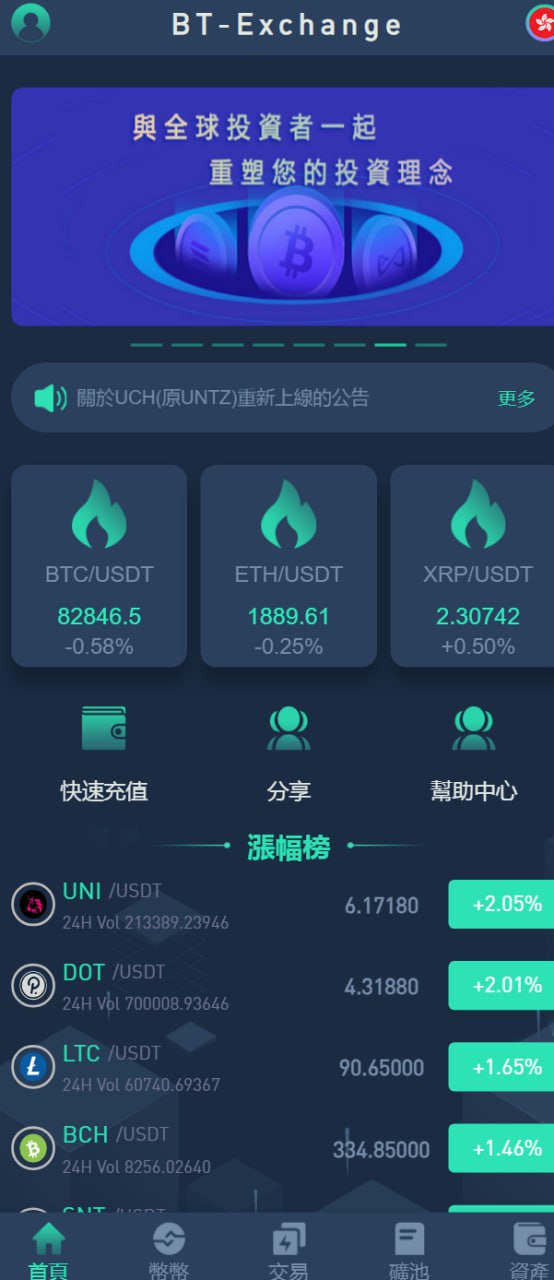 BT-Exchange
與全球投資者一起
重塑您的投資理念
關於UCH(原UNTZ)重新上線的公告 更多
BTC/USDT ETH/USDT XRP/USDT
82846.5 1889.61 2.30742
-0.58% -0.25% +0.50%
快速充值 分享 幫助中心
漲幅榜
UNI /USDT 6.17180 +2.05%
24H Vol 213389.23946
DOT /USDT 4.31880 +2.01%
24H Vol 700008.93646
LTC /USDT 90.65000 +1.65%
24H Vol 60740.69367
BCH /USDT 334.85000 +1.46%
24H Vol 8256.02640
SNT /USDT
首頁 幣幣 交易 礦池 資產